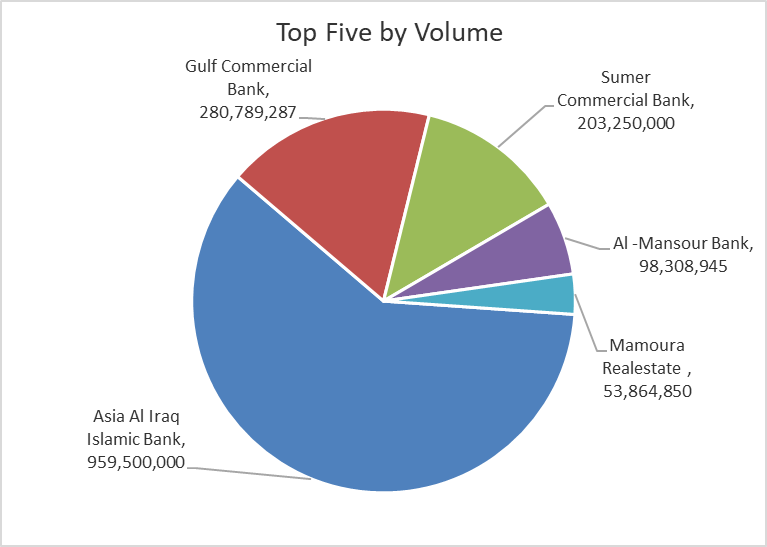 Top Five by Volume
Gulf Commercial
Bank,
280,789,287
Sumer
Commercial Bank,
203,250,000
Al -Mansour Bank,
98,308,945
Mamoura
Realestate ,
53,864,850
Asia Al Iraq
Islamic Bank,
959,500,000